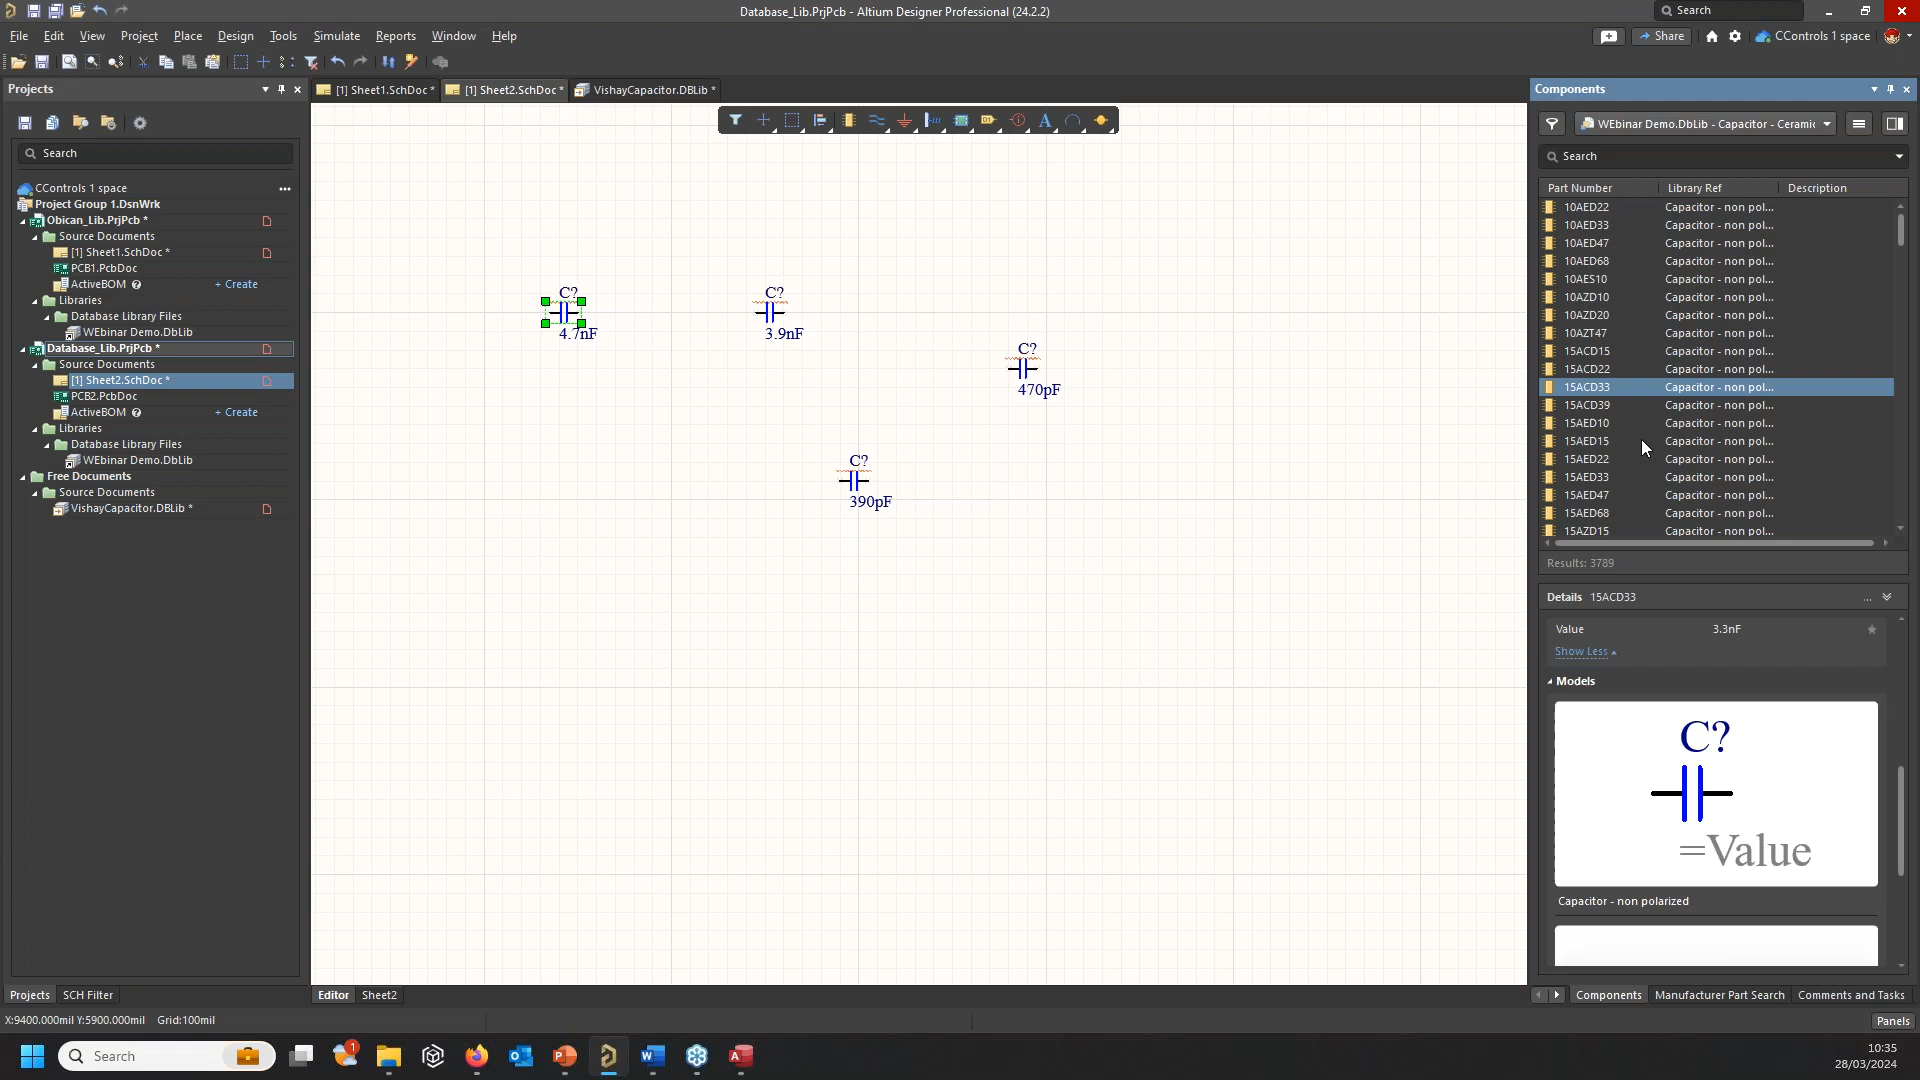 Database_Lib.PrjPcb - Altium Designer Professional (24.2.2)
Search
File Edit View Project Place Design Tools Simulate Reports Window Help
Share
CControls 1 space
Projects
[1] Sheet1.SchDoc *
[1] Sheet2.SchDoc *
VishayCapacitor.DBLib *
Components
WEbinar Demo.DbLib - Capacitor - Ceramic
Search
Search
CControls 1 space
Project Group 1.DsnWrk
Obican_Lib.PrjPcb *
Source Documents
[1] Sheet1.SchDoc *
PCB1.PcbDoc
ActiveBOM + Create
Libraries
Database Library Files
WEbinar Demo.DbLib
Database_Lib.PrjPcb *
Source Documents
[1] Sheet2.SchDoc *
PCB2.PcbDoc
ActiveBOM + Create
Libraries
Database Library Files
WEbinar Demo.DbLib
Free Documents
Source Documents
VishayCapacitor.DBLib *
C?
4.7nF
C?
3.9nF
C?
470pF
C?
390pF
Part Number Library Ref Description
10AED22 Capacitor - non pol...
10AED33 Capacitor - non pol...
10AED47 Capacitor - non pol...
10AED68 Capacitor - non pol...
10AES10 Capacitor - non pol...
10AZD10 Capacitor - non pol...
10AZD20 Capacitor - non pol...
10AZT47 Capacitor - non pol...
15ACD15 Capacitor - non pol...
15ACD22 Capacitor - non pol...
15ACD33 Capacitor - non pol...
15ACD39 Capacitor - non pol...
15AED10 Capacitor - non pol...
15AED15 Capacitor - non pol...
15AED22 Capacitor - non pol...
15AED33 Capacitor - non pol...
15AED47 Capacitor - non pol...
15AED68 Capacitor - non pol...
15AZD15 Capacitor - non pol...
Results: 3789
Details 15ACD33 ...
Value 3.3nF
Show Less
Models
C?
=Value
Capacitor - non polarized
Projects SCH Filter
Editor Sheet2
Components Manufacturer Part Search Comments and Tasks
X:9400.000mil Y:5900.000mil Grid:100mil
Panels
Search
1
10:35
28/03/2024